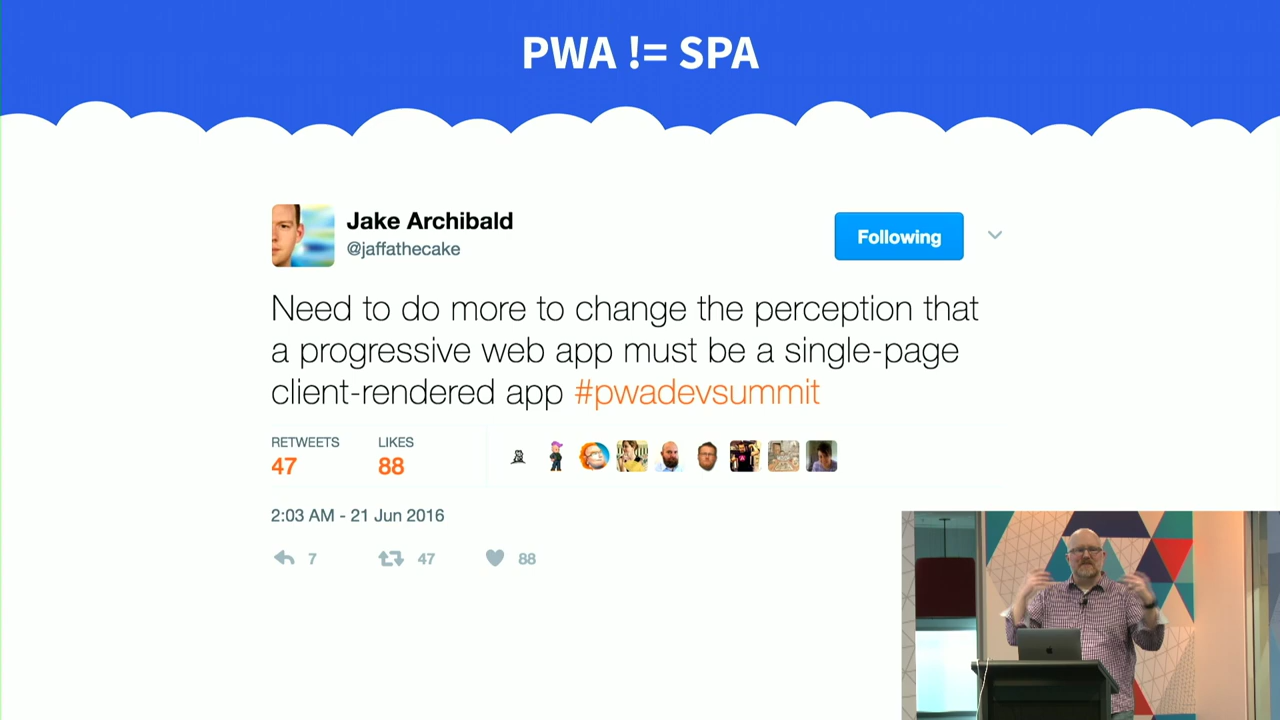 PWA != SPA
Jake Archibald
@jaffathecake
Following
Need to do more to change the perception that
a progressive web app must be a single-page
client-rendered app #pwadevsummit
RETWEETS
LIKES
47
88
2:03 AM - 21 Jun 2016
7
47
88